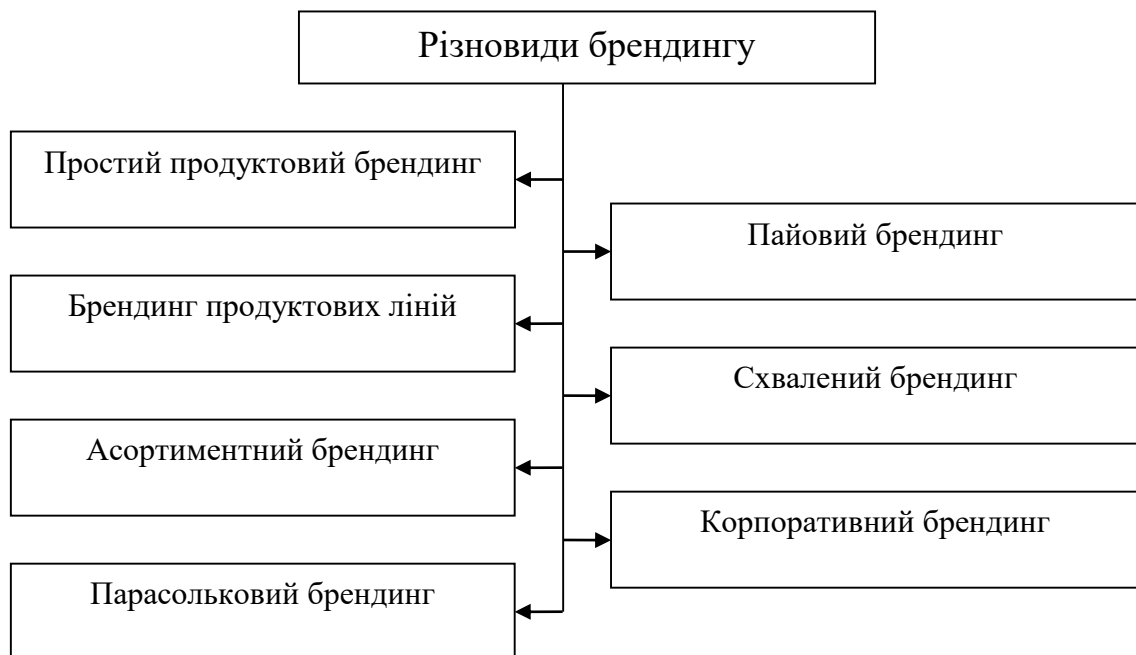 Різновиди брендингу
Простий продуктовий брендинг
Пайовий брендинг
Брендинг продуктових ліній
Схвалений брендинг
Асортиментний брендинг
Корпоративний брендинг
Парасольковий брендинг